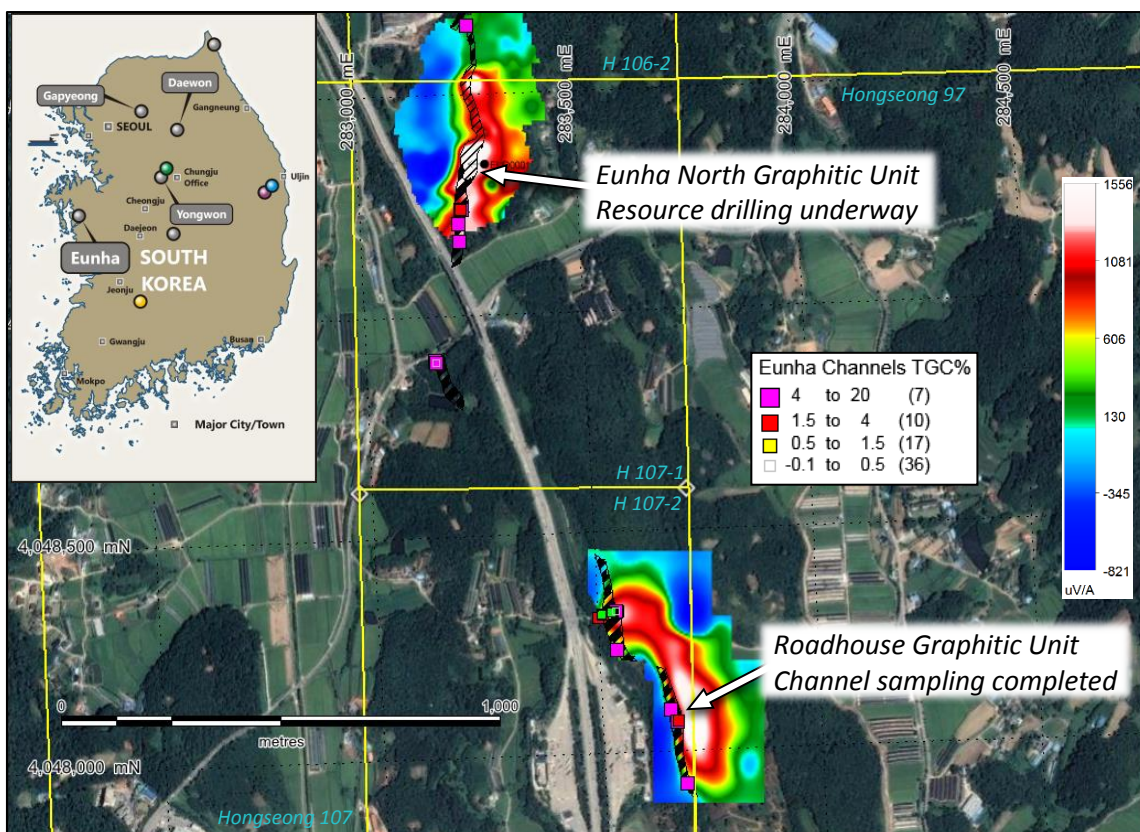 Daewon
Gapyeong
Gangneung
SEOUL
Chungju
Office
Uljin
Cheongju
Yongwon
Daejeon
Eunha
SOUTH
KOREA
Jeonju
Gwangju
Busan
Mokpo
Major City/Town
283,000 mE
283,500 mE
284,000 mE
284,500 mE
H 106-2
Hongseong 97
Eunha North Graphitic Unit
Resource drilling underway
1556
1081
606
130
-345
-821
uV/A
Eunha Channels TGC%
4 to 20 (7)
1.5 to 4 (10)
0.5 to 1.5 (17)
-0.1 to 0.5 (36)
H 107-1
H 107-2
4,048,500 mN
Roadhouse Graphitic Unit
Channel sampling completed
0 1,000
metres
4,048,000 mN
Hongseong 107